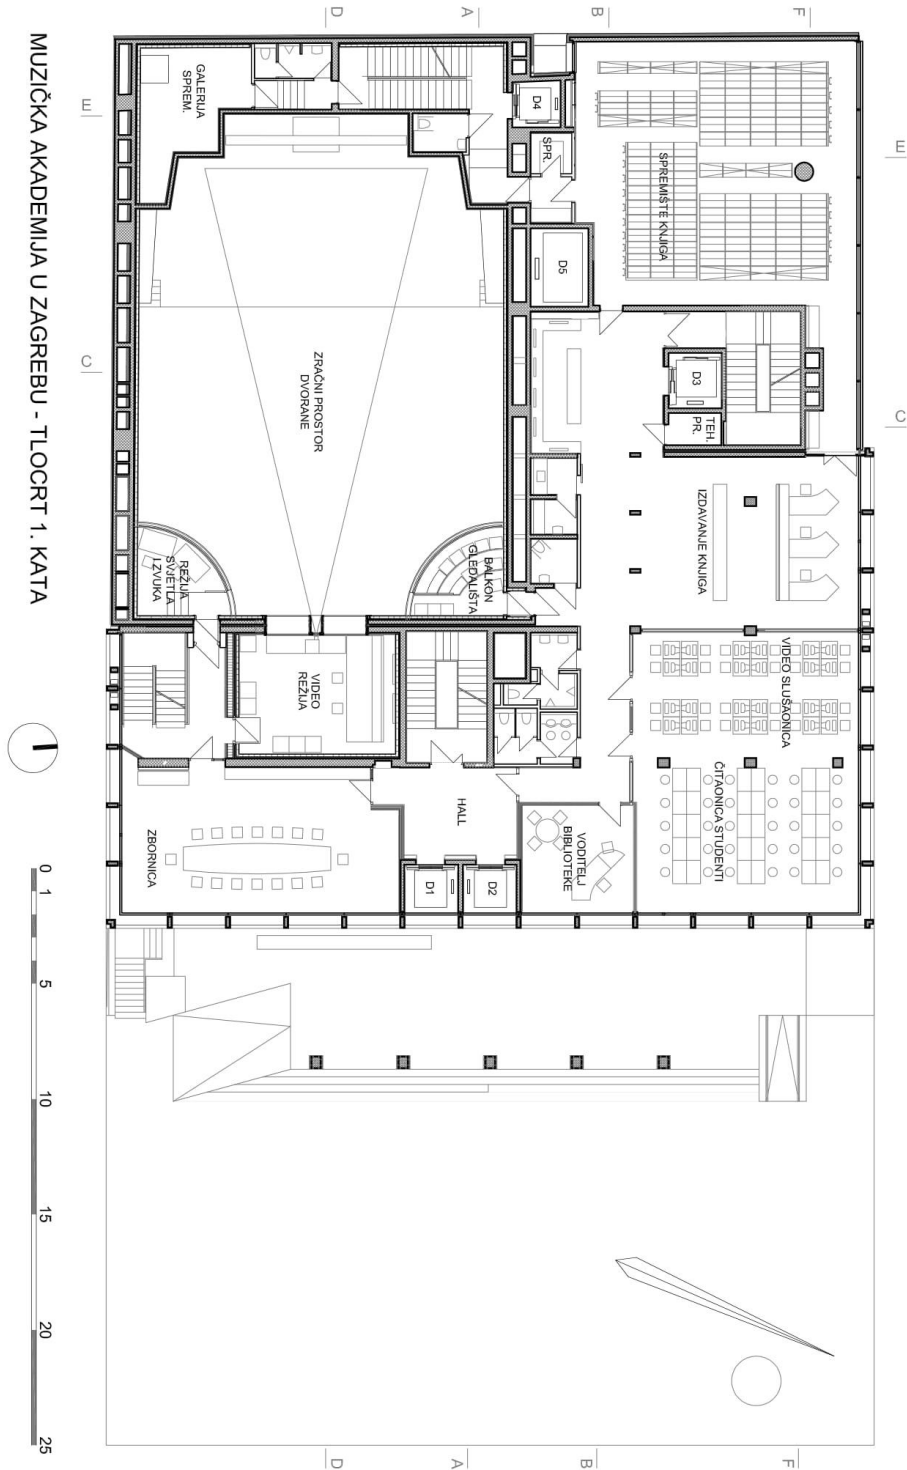 MUZIČKA AKADEMIJA U ZAGREBU - TLOCRT 1. KATA
D
A
B
F
E
E
C
C
GALERIJA
SPREM.
D4
SPR.
SPREMIŠTE KNJIGA
D5
D3
TEH.
PR.
ZRAČNI PROSTOR
DVORANE
IZDAVANJE KNJIGA
REŽIJA
SVJETLA
I ZVUKA
BALKON
GLEDALIŠTA
VIDEO
REŽIJA
VIDEO SLUŠAONICA
ČITAONICA STUDENTI
HALL
VODITELJ
BIBLIOTEKE
ZBORNICA
D1
D2
0
1
5
10
15
20
25
D
A
B
F